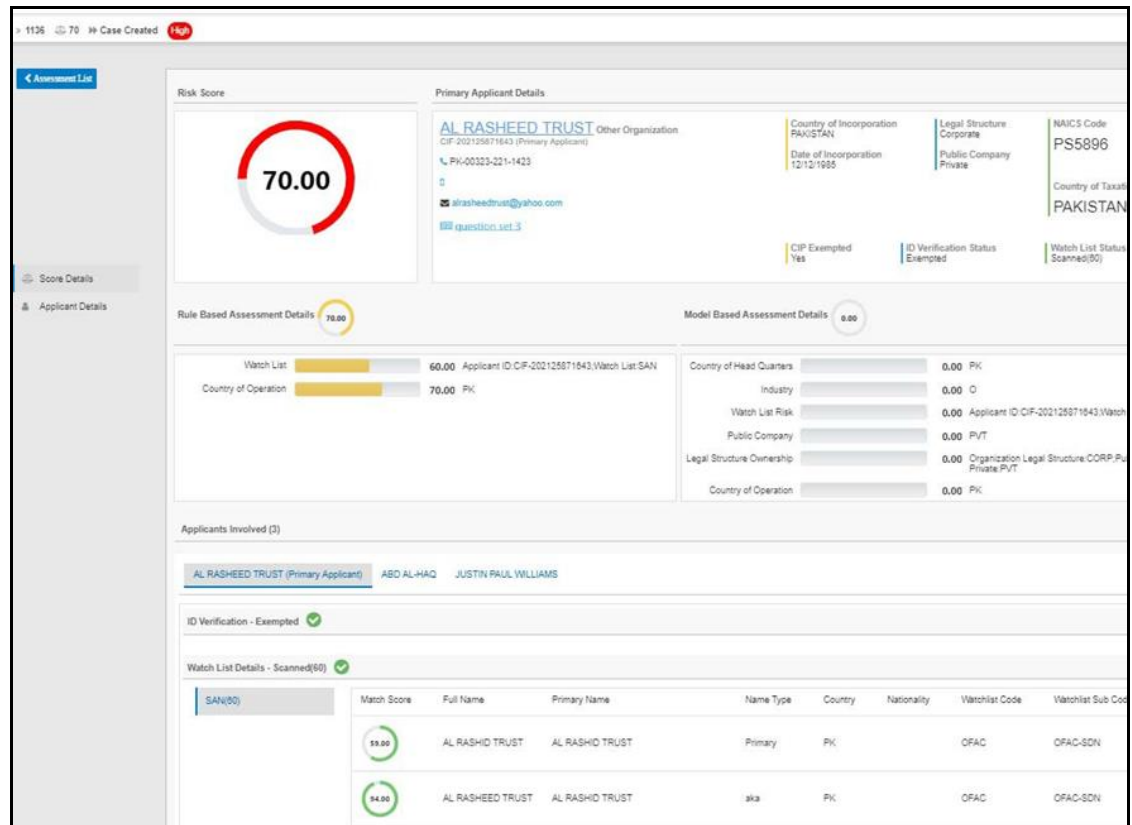 > 1136 70 Case Created High
Assessment List
Risk Score
Primary Applicant Details
70.00
AL RASHEED TRUST Other Organization
CIF-202125871643 (Primary Applicant)
PK-00323-221-1423
alrasheedtrust@yahoo.com
question set 3
Country of Incorporation
PAKISTAN
Date of Incorporation
12/12/1985
Legal Structure
Corporate
Public Company
Private
NAICS Code
PS5896
Country of Taxati
PAKISTAN
CIP Exempted
Yes
ID Verification Status
Exempted
Watch List Status
Scanned(60)
Score Details
Applicant Details
Rule Based Assessment Details 70.00
Watch List 60.00 Applicant ID:CIF-202125871643;Watch List:SAN
Country of Operation 70.00 PK
Model Based Assessment Details 0.00
Country of Head Quarters 0.00 PK
Industry 0.00 O
Watch List Risk 0.00 Applicant ID:CIF-202125871643;Watch
Public Company 0.00 PVT
Legal Structure Ownership 0.00 Organization Legal Structure:CORP;Pu
Private:PVT
Country of Operation 0.00 PK
Applicants Involved (3)
AL RASHEED TRUST (Primary Applicant) ABD AL-HAQ JUSTIN PAUL WILLIAMS
ID Verification - Exempted
Watch List Details - Scanned(60)
SAN(60)
Match Score Full Name Primary Name Name Type Country Nationality Watchlist Code Watchlist Sub Cod
59.00 AL RASHID TRUST AL RASHID TRUST Primary PK OFAC OFAC-SDN
94.00 AL RASHEED TRUST AL RASHID TRUST aka PK OFAC OFAC-SDN